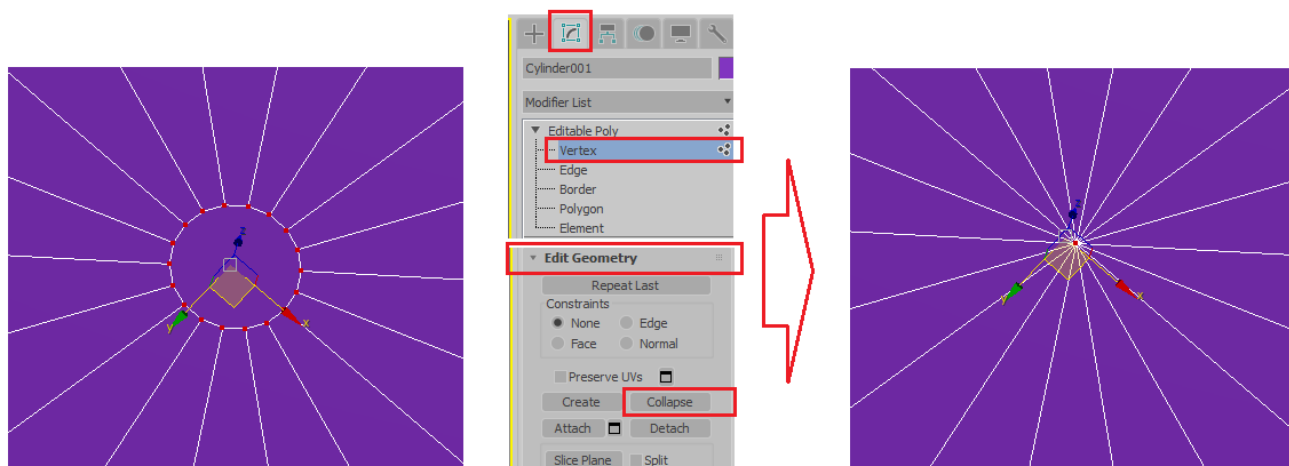 Cylinder001
Modifier List
Editable Poly
Vertex
Edge
Border
Polygon
Element
Edit Geometry
Repeat Last
Constraints
None Edge
Face Normal
Preserve UVs
Create Collapse
Attach Detach
Slice Plane Split
z
y x
z
y x